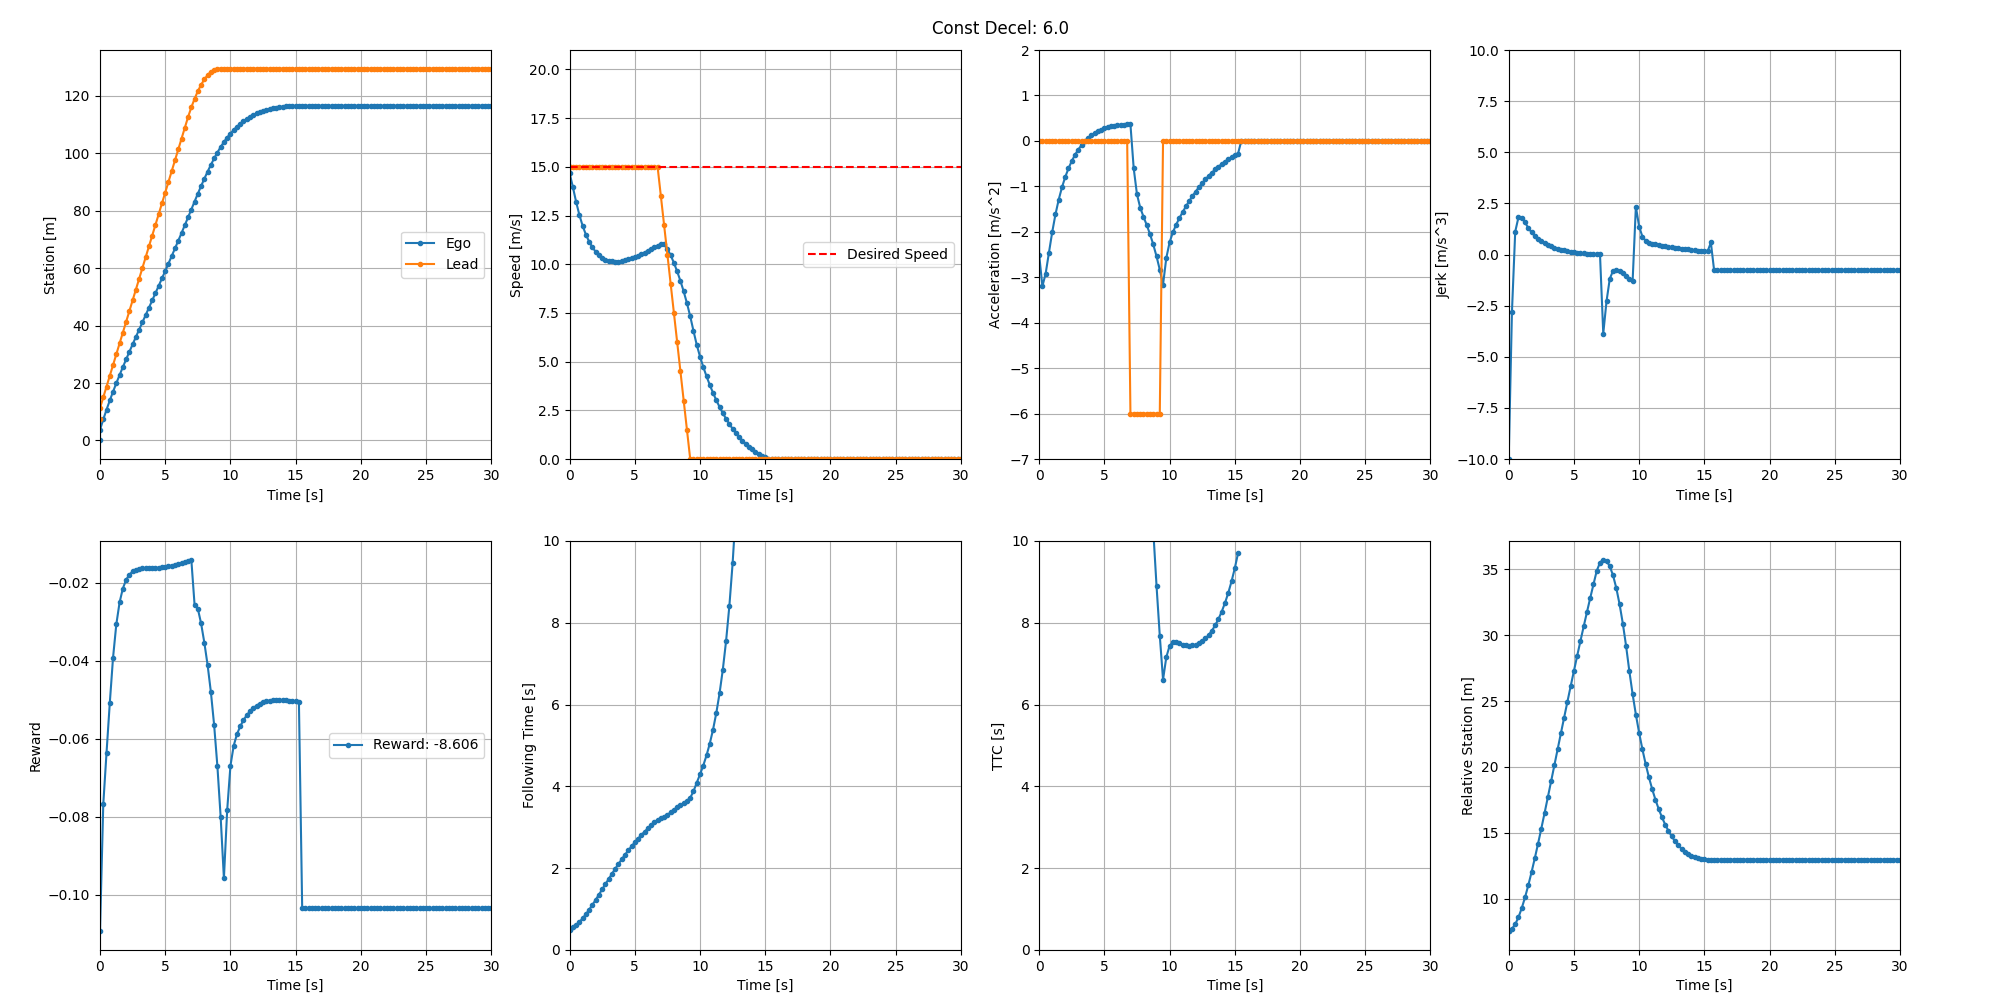 Const Decel: 6.0
Station [m]
120
100
80
60
40
20
0
0 5 10 15 20 25 30
Time [s]
Ego
Lead
Speed [m/s]
20.0
17.5
15.0
12.5
10.0
7.5
5.0
2.5
0.0
0 5 10 15 20 25 30
Time [s]
Desired Speed
Acceleration [m/s^2]
2
1
0
−1
−2
−3
−4
−5
−6
−7
0 5 10 15 20 25 30
Time [s]
Jerk [m/s^3]
10.0
7.5
5.0
2.5
0.0
−2.5
−5.0
−7.5
−10.0
0 5 10 15 20 25 30
Time [s]
Reward
−0.02
−0.04
−0.06
−0.08
−0.10
0 5 10 15 20 25 30
Time [s]
Reward: -8.606
Following Time [s]
10
8
6
4
2
0
0 5 10 15 20 25 30
Time [s]
TTC [s]
10
8
6
4
2
0
0 5 10 15 20 25 30
Time [s]
Relative Station [m]
35
30
25
20
15
10
0 5 10 15 20 25 30
Time [s]